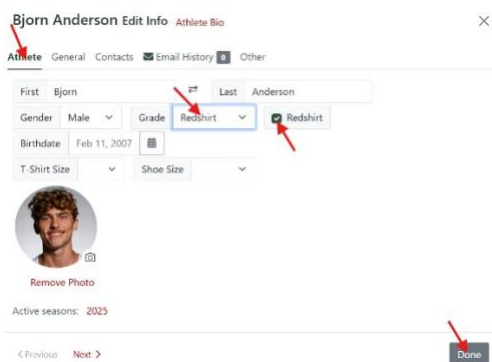 Bjorn Anderson Edit Info Athlete Bio
Athlete General Contacts Email History 0 Other
First Bjorn Last Anderson
Gender Male Grade Redshirt Redshirt
Birthdate Feb 11, 2007
T-Shirt Size Shoe Size
Remove Photo
Active seasons: 2025
< Previous Next > Done